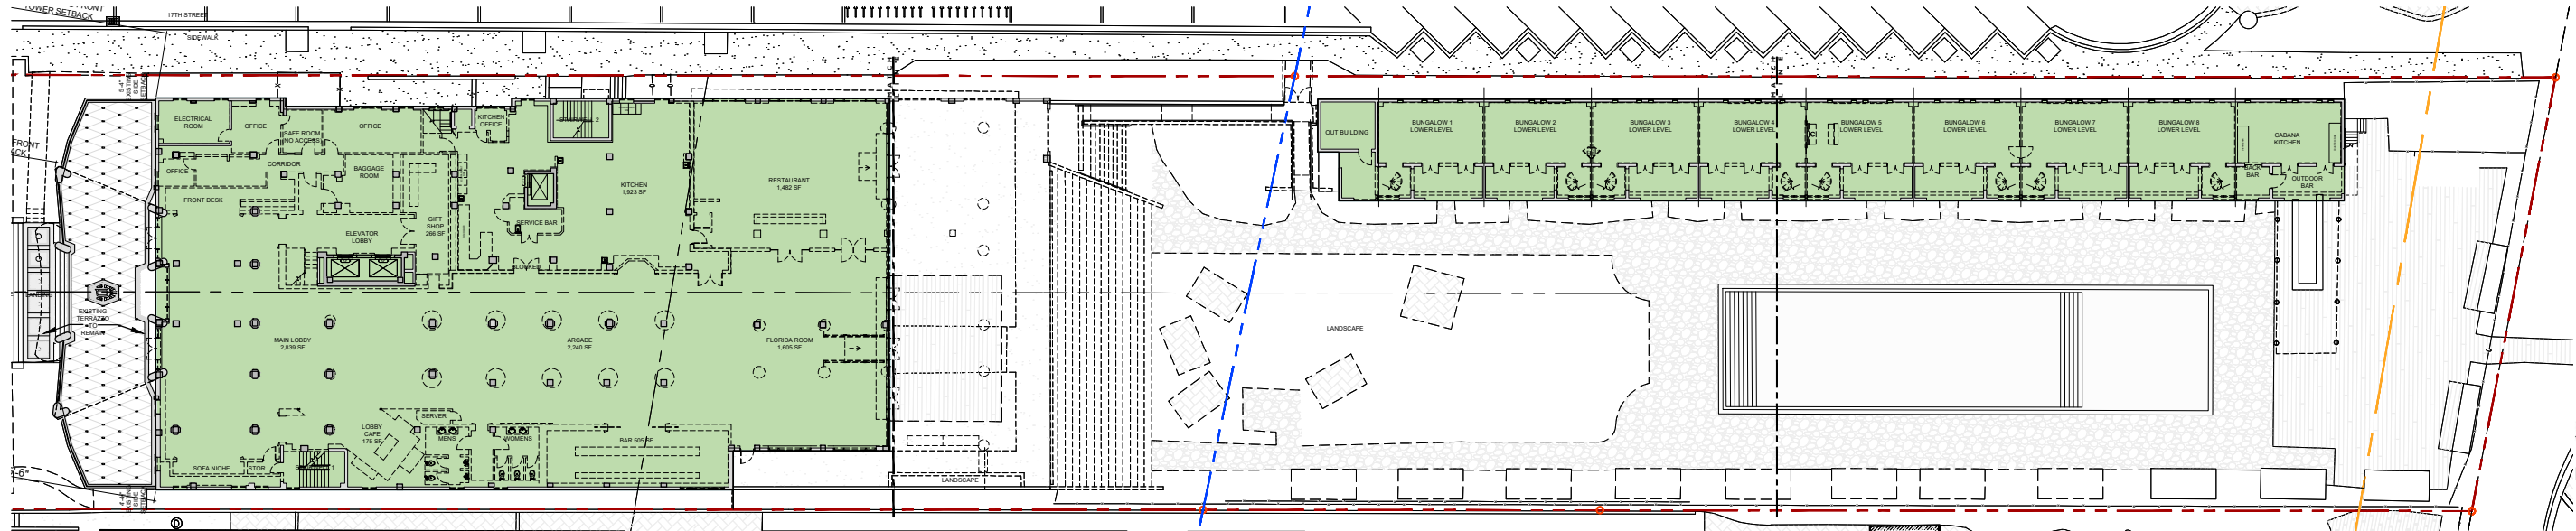 17TH STREET
TOWER SETBACK
SIDEWALK
ELECTRICAL
ROOM
OFFICE
SAFE ROOM
NO ACCESS
OFFICE
KITCHEN
OFFICE
CORRIDOR
OFFICE
BAGGAGE
ROOM
FRONT DESK
KITCHEN
1,923 SF
RESTAURANT
1,482 SF
GIFT
SHOP
266 SF
SERVICE BAR
ELEVATOR
LOBBY
EXISTING
TERRAZZO
TO
REMAIN
MAIN LOBBY
2,839 SF
ARCADE
2,240 SF
FLORIDA ROOM
1,605 SF
SERVER
LOBBY
CAFE
175 SF
MENS
WOMENS
BAR 505 SF
SOFA NICHE
STOR.
LANDSCAPE
OUT BUILDING
BUNGALOW 1
LOWER LEVEL
BUNGALOW 2
LOWER LEVEL
BUNGALOW 3
LOWER LEVEL
BUNGALOW 4
LOWER LEVEL
BUNGALOW 5
LOWER LEVEL
BUNGALOW 6
LOWER LEVEL
BUNGALOW 7
LOWER LEVEL
BUNGALOW 8
LOWER LEVEL
CABANA
KITCHEN
BACK
BAR
OUTDOOR
BAR
LANDSCAPE